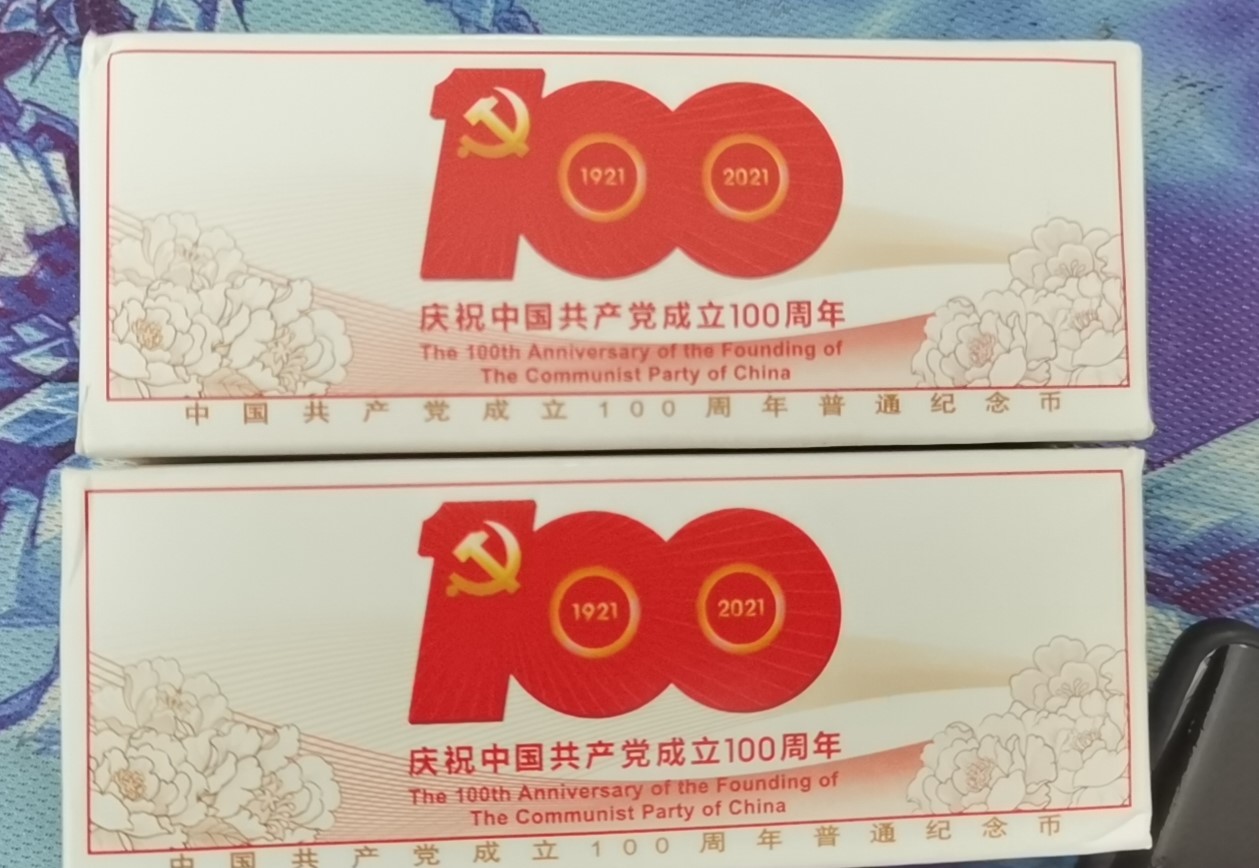 100
1921
2021
庆祝中国共产党成立100周年
The 100th Anniversary of the Founding of
The Communist Party of China
中国共产党成立100周年普通纪念币
100
1921
2021
庆祝中国共产党成立100周年
The 100th Anniversary of the Founding of
The Communist Party of China
中国共产党成立100周年普通纪念币